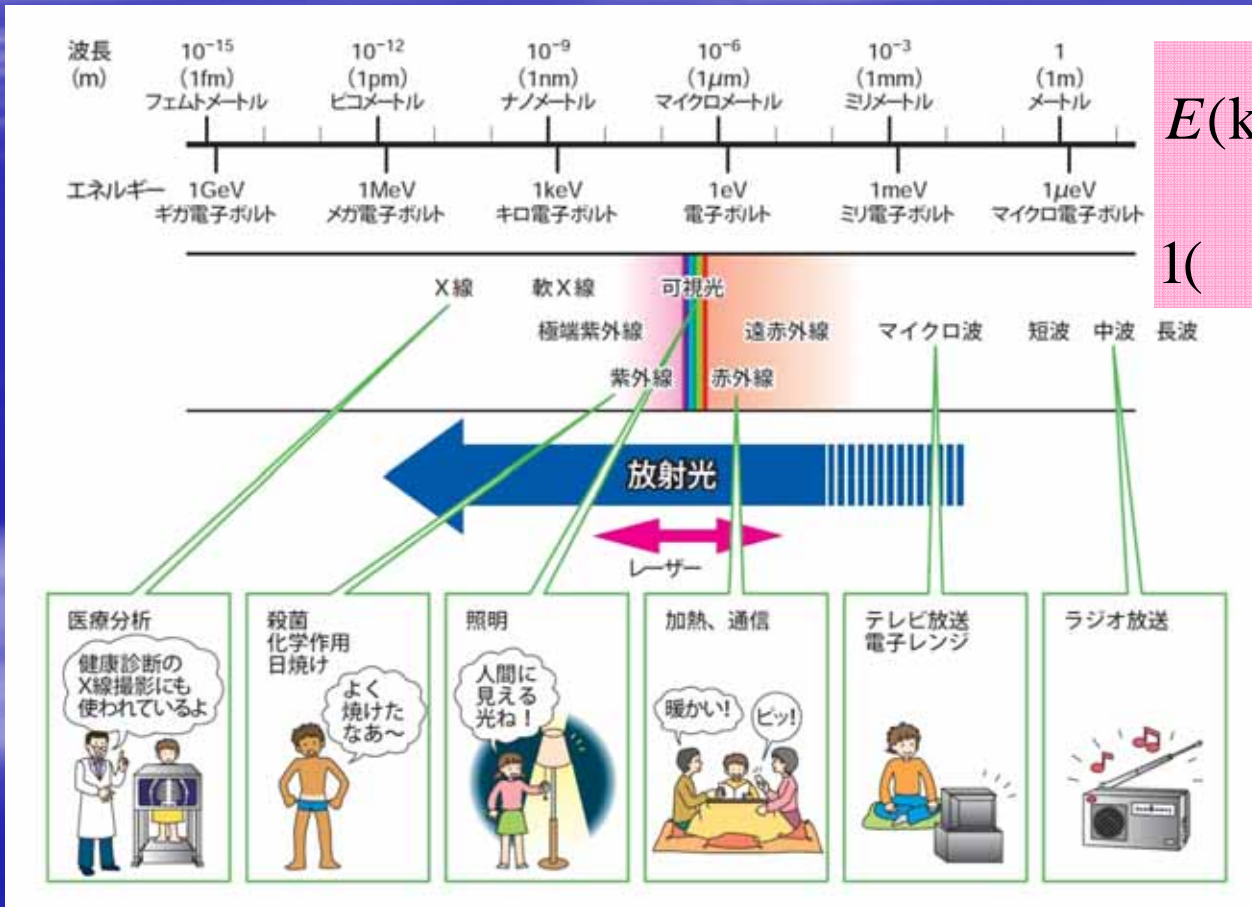 波長 10⁻¹⁵ 10⁻¹² 10⁻⁹ 10⁻⁶ 10⁻³ 1
(m) (1fm) (1pm) (1nm) (1μm) (1mm) (1m)
フェムトメートル ピコメートル ナノメートル マイクロメートル ミリメートル メートル
E(k
エネルギー 1GeV 1MeV 1keV 1eV 1meV 1μeV
ギガ電子ボルト メガ電子ボルト キロ電子ボルト 電子ボルト ミリ電子ボルト マイクロ電子ボルト
1(
X線 軟X線 可視光
極端紫外線 遠赤外線 マイクロ波 短波 中波 長波
紫外線 赤外線
放射光
レーザー
医療分析
健康診断の
X線撮影にも
使われているよ
殺菌
化学作用
日焼け
よく
焼けた
なあ〜
照明
人間に
見える
光ね!
加熱、通信
暖かい!
ピッ!
テレビ放送
電子レンジ
ラジオ放送